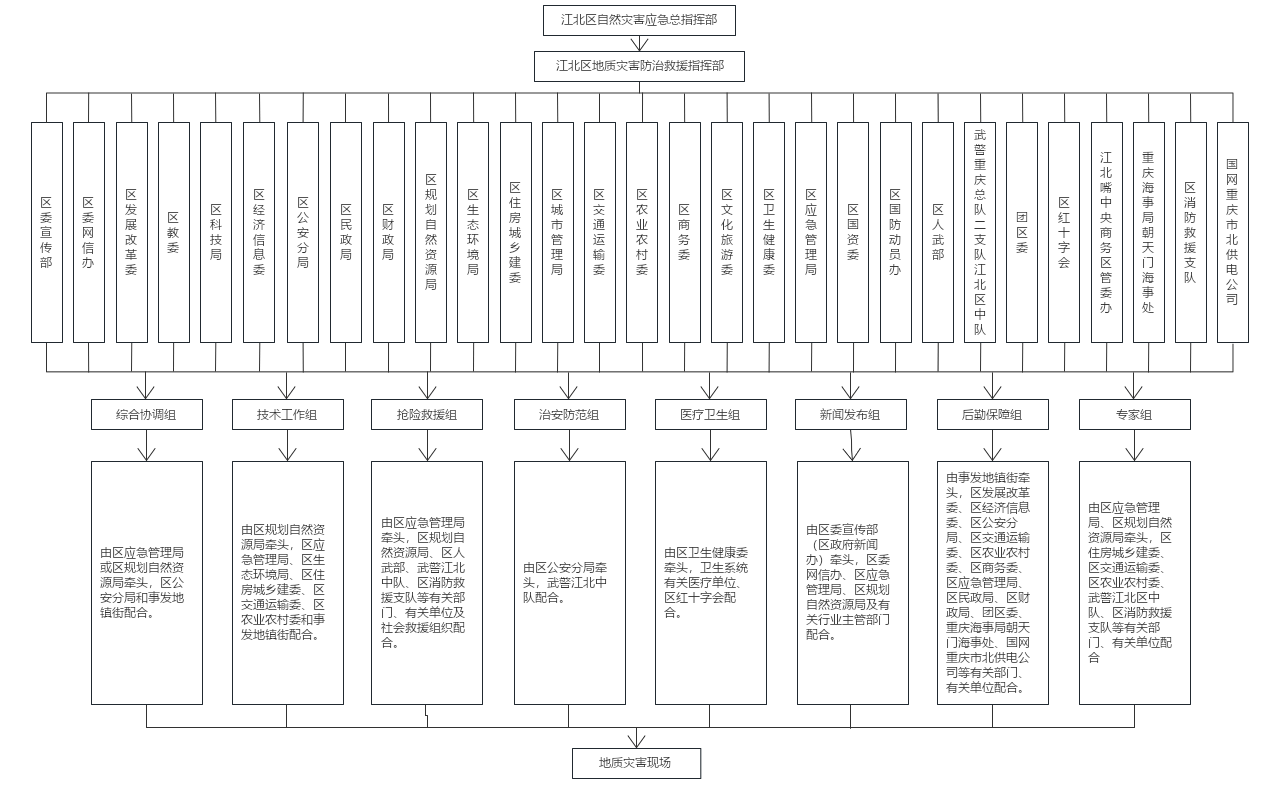 江北区自然灾害应急总指挥部
江北区地质灾害防治救援指挥部
区委宣传部
区委网信办
区发展改革委
区教委
区科技局
区经济信息委
区公安分局
区民政局
区财政局
区规划自然资源局
区生态环境局
区住房城乡建委
区城市管理局
区交通运输委
区农业农村委
区商务委
区文化旅游委
区卫生健康委
区应急管理局
区国资委
区国防动员办
区人武部
武警重庆总队二支队江北区中队
团区委
区红十字会
江北嘴中央商务区管委办
重庆海事局朝天门海事处
区消防救援支队
国网重庆市北供电公司
综合协调组
技术工作组
抢险救援组
治安防范组
医疗卫生组
新闻发布组
后勤保障组
专家组
由区应急管理局
或区规划自然资
源局牵头，区公
安分局和事发地
镇街配合。
由区规划自然资
源局牵头，区应
急管理局、区生
态环境局、区住
房城乡建委、区
交通运输委、区
农业农村委和事
发地镇街配合。
由区应急管理局
牵头，区规划自
然资源局、区人
武部、武警江北
中队、区消防救
援支队等有关部
门、有关单位及
社会救援组织配
合。
由区公安分局牵
头，武警江北中
队配合。
由区卫生健康委
牵头，卫生系统
有关医疗单位、
区红十字会配
合。
由区委宣传部
（区政府新闻
办）牵头，区委
网信办、区应急
管理局、区规划
自然资源局及有
关行业主管部门
配合。
由事发地镇街牵
头，区发展改革
委、区经济信息
委、区公安分
局、区交通运输
委、区农业农村
委、区商务委、
区应急管理局、
区民政局、区财
政局、团区委、
重庆海事局朝天
门海事处、国网
重庆市北供电公
司等有关部门、
有关单位配合。
由区应急管理
局、区规划自然
资源局牵头，区
住房城乡建委、
区交通运输委、
区农业农村委、
武警江北区中
队、区消防救援
支队等有关部
门、有关单位配
合
地质灾害现场